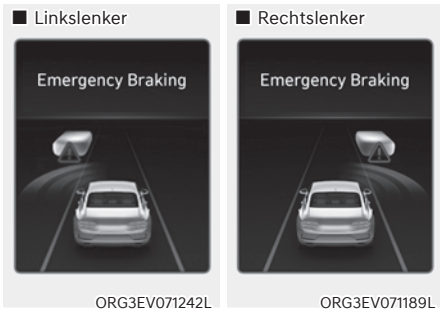 ■ Linkslenker
Emergency Braking
ORG3EV071242L
■ Rechtslenker
Emergency Braking
ORG3EV071189L